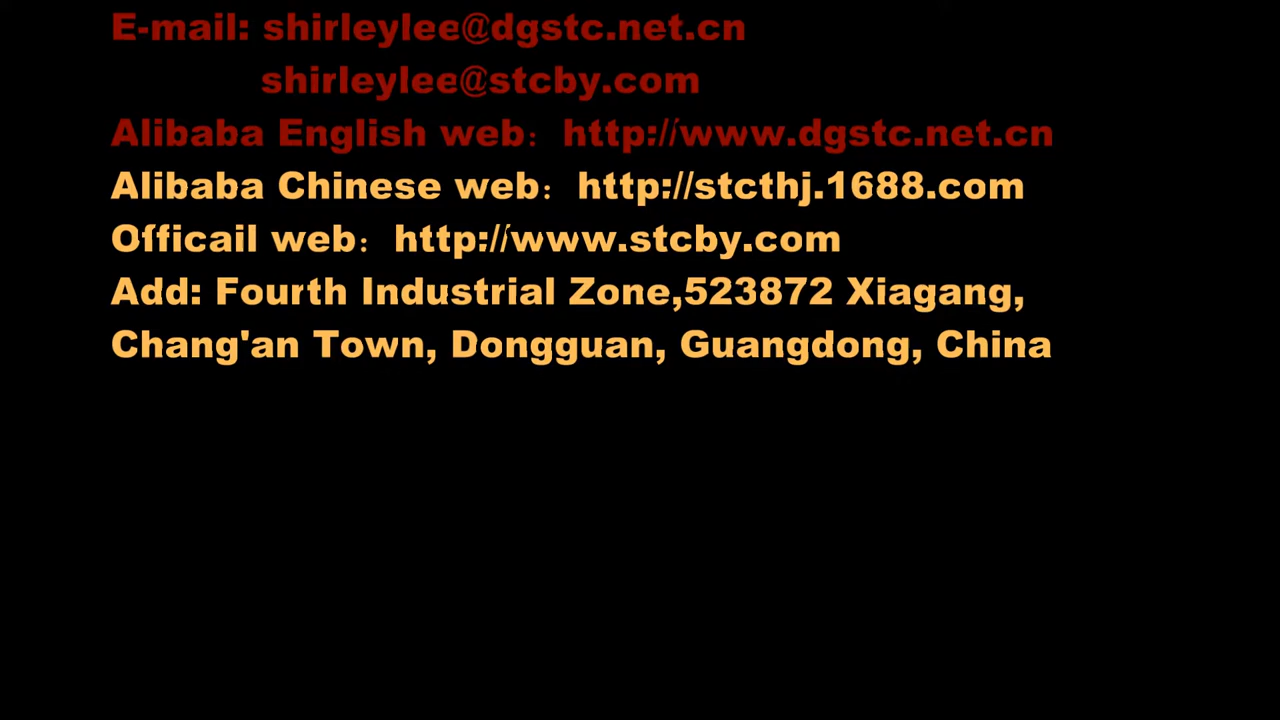 E-mail: shirleylee@dgstc.net.cn
shirleylee@stcby.com
Alibaba English web：http://www.dgstc.net.cn
Alibaba Chinese web：http://stcthj.1688.com
Officail web：http://www.stcby.com
Add: Fourth Industrial Zone,523872 Xiagang,
Chang'an Town, Dongguan, Guangdong, China